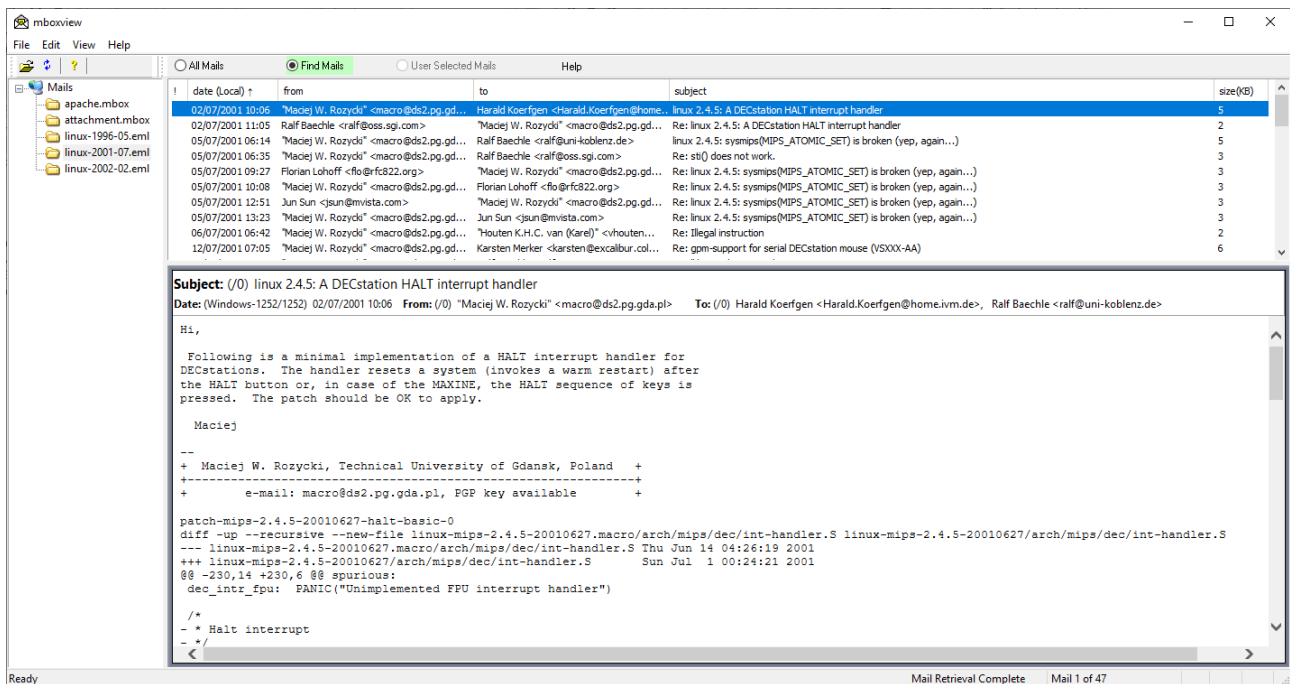 mboxview
File Edit View Help
All Mails Find Mails User Selected Mails Help
Mails
apache.mbox
attachment.mbox
linux-1996-05.eml
linux-2001-07.eml
linux-2002-02.eml
! date (Local) ↑ from to subject size(KB)
02/07/2001 10:06 "Maciej W. Rozycki" <macro@ds2.pg.gd... Harald Koerfgen <Harald.Koerfgen@home... linux 2.4.5: A DECstation HALT interrupt handler 5
02/07/2001 11:05 Ralf Baechle <ralf@oss.sgi.com> "Maciej W. Rozycki" <macro@ds2.pg.gd... Re: linux 2.4.5: A DECstation HALT interrupt handler 2
05/07/2001 06:14 "Maciej W. Rozycki" <macro@ds2.pg.gd... Ralf Baechle <ralf@uni-koblenz.de> linux 2.4.5: sysmips(MIPS_ATOMIC_SET) is broken (yep, again...) 5
05/07/2001 06:35 "Maciej W. Rozycki" <macro@ds2.pg.gd... Ralf Baechle <ralf@oss.sgi.com> Re: sti() does not work. 3
05/07/2001 09:27 Florian Lohoff <flo@rfc822.org> "Maciej W. Rozycki" <macro@ds2.pg.gd... Re: linux 2.4.5: sysmips(MIPS_ATOMIC_SET) is broken (yep, again...) 3
05/07/2001 10:08 "Maciej W. Rozycki" <macro@ds2.pg.gd... Florian Lohoff <flo@rfc822.org> Re: linux 2.4.5: sysmips(MIPS_ATOMIC_SET) is broken (yep, again...) 3
05/07/2001 12:51 Jun Sun <jsun@mvista.com> "Maciej W. Rozycki" <macro@ds2.pg.gd... Re: linux 2.4.5: sysmips(MIPS_ATOMIC_SET) is broken (yep, again...) 3
05/07/2001 13:23 "Maciej W. Rozycki" <macro@ds2.pg.gd... Jun Sun <jsun@mvista.com> Re: linux 2.4.5: sysmips(MIPS_ATOMIC_SET) is broken (yep, again...) 3
06/07/2001 06:42 "Maciej W. Rozycki" <macro@ds2.pg.gd... "Houten K.H.C. van (Karel)" <vhouten... Re: Illegal instruction 2
12/07/2001 07:05 "Maciej W. Rozycki" <macro@ds2.pg.gd... Karsten Merker <karsten@excalibur.col... Re: gpm-support for serial DECstation mouse (VSXXX-AA) 6
Subject: (/0) linux 2.4.5: A DECstation HALT interrupt handler
Date: (Windows-1252/1252) 02/07/2001 10:06 From: (/0) "Maciej W. Rozycki" <macro@ds2.pg.gda.pl> To: (/0) Harald Koerfgen <Harald.Koerfgen@home.ivm.de>, Ralf Baechle <ralf@uni-koblenz.de>
Hi,
Following is a minimal implementation of a HALT interrupt handler for
DECstations. The handler resets a system (invokes a warm restart) after
the HALT button or, in case of the MAXINE, the HALT sequence of keys is
pressed. The patch should be OK to apply.
Maciej
--
+ Maciej W. Rozycki, Technical University of Gdansk, Poland +
+--------------------------------------------------------------+
+ e-mail: macro@ds2.pg.gda.pl, PGP key available +
patch-mips-2.4.5-20010627-halt-basic-0
diff -up --recursive --new-file linux-mips-2.4.5-20010627.macro/arch/mips/dec/int-handler.S linux-mips-2.4.5-20010627/arch/mips/dec/int-handler.S
--- linux-mips-2.4.5-20010627.macro/arch/mips/dec/int-handler.S Thu Jun 14 04:26:19 2001
+++ linux-mips-2.4.5-20010627/arch/mips/dec/int-handler.S Sun Jul 1 00:24:21 2001
@@ -230,14 +230,6 @@ spurious:
dec_intr_fpu: PANIC("Unimplemented FPU interrupt handler")
/*
- * Halt interrupt
- */
Ready Mail Retrieval Complete Mail 1 of 47